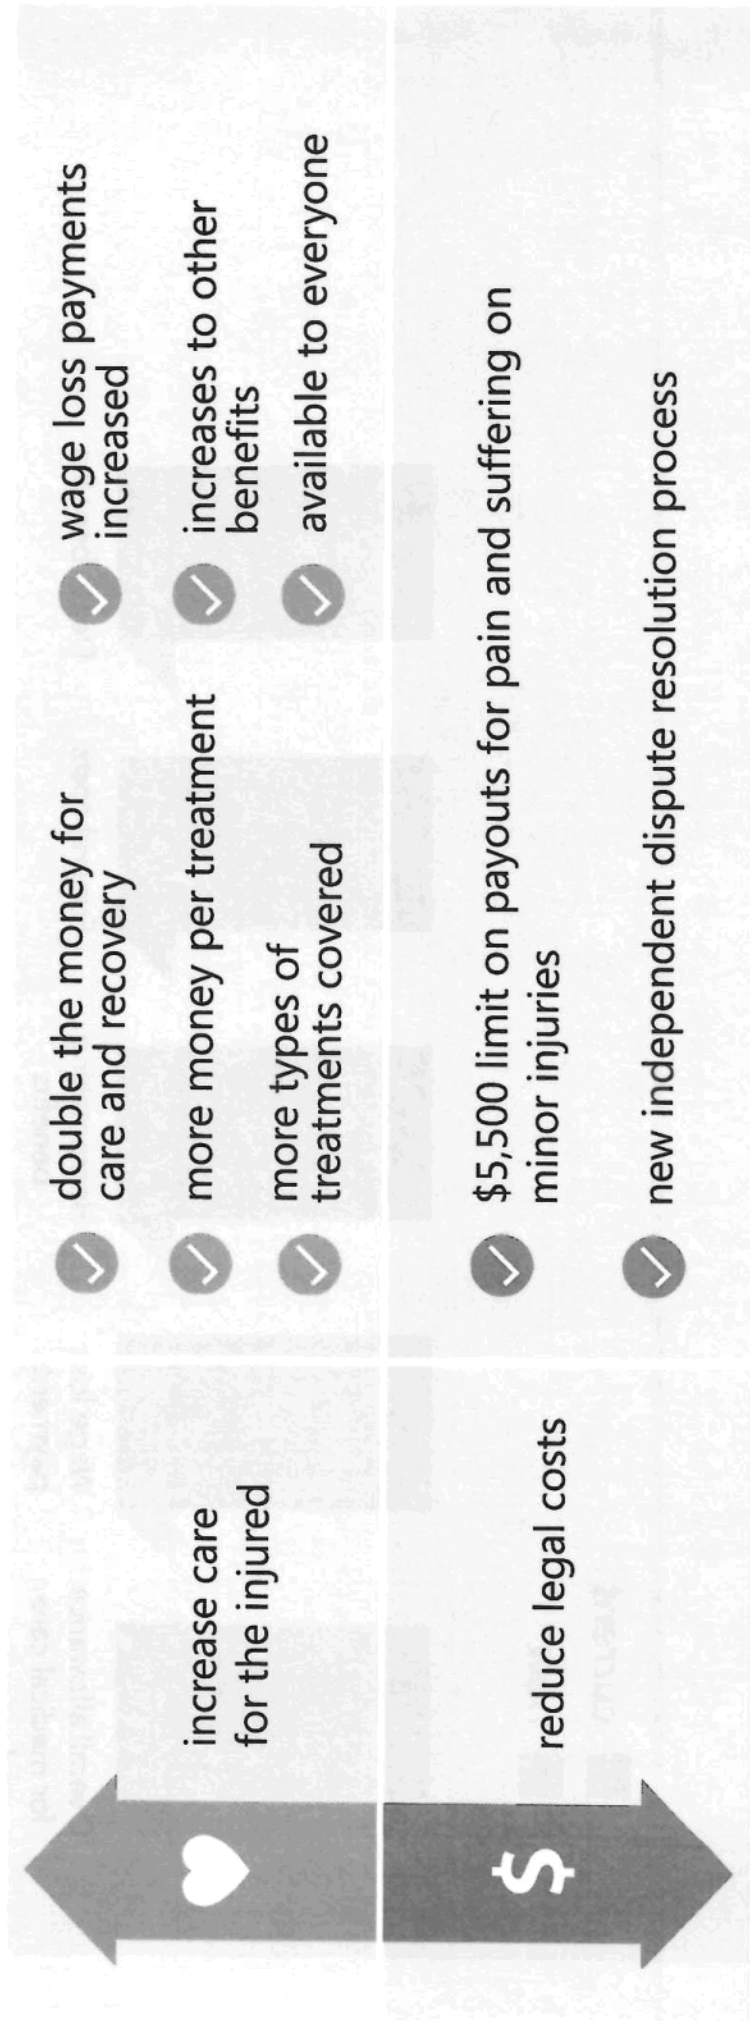 increase care
for the injured
double the money for
care and recovery
more money per treatment
more types of
treatments covered
wage loss payments
increased
increases to other
benefits
available to everyone
$
reduce legal costs
$5,500 limit on payouts for pain and suffering on
minor injuries
new independent dispute resolution process